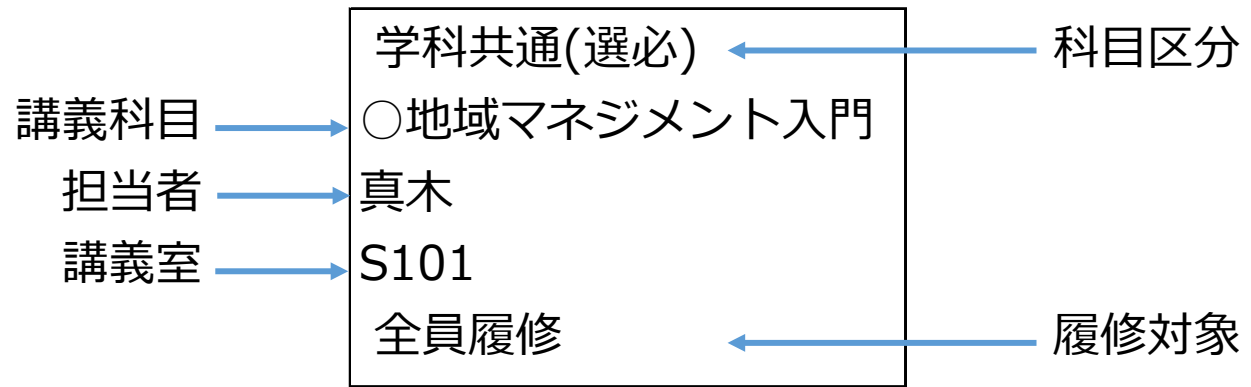 学科共通(選必) 科目区分
講義科目 ○地域マネジメント入門
担当者 真木
講義室 S101
全員履修 履修対象